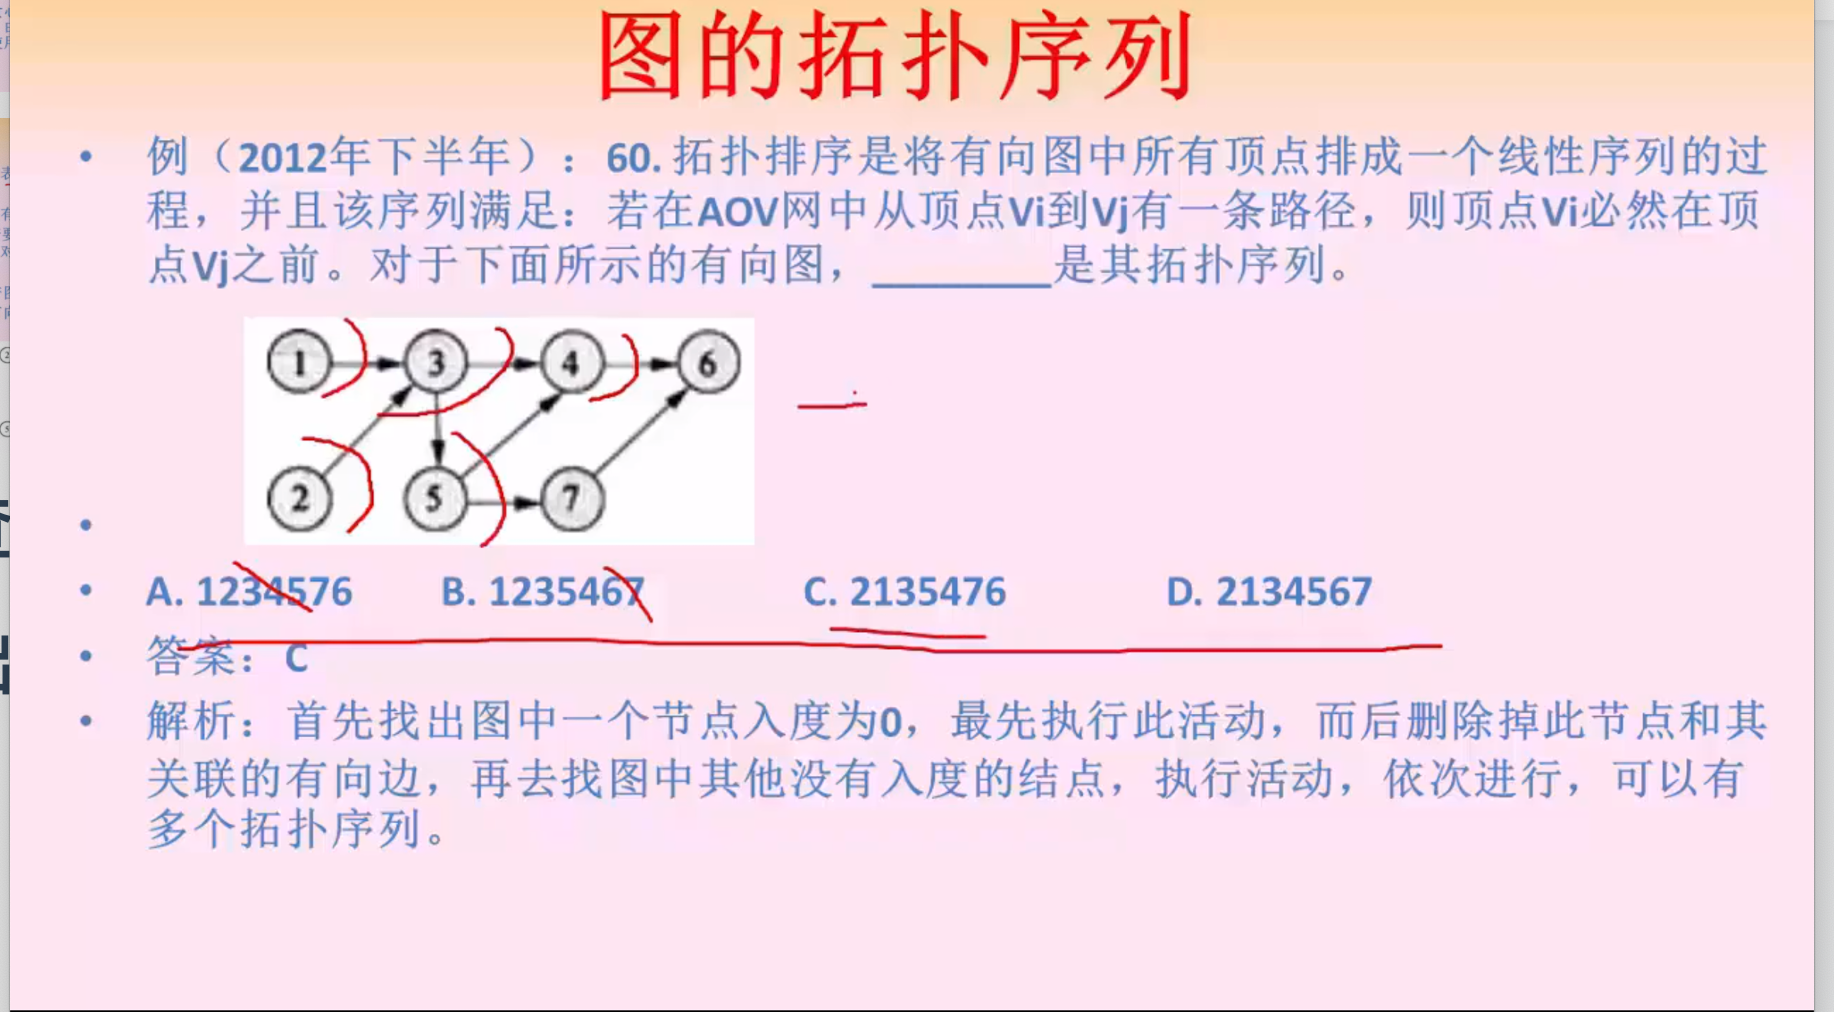 图的拓扑序列
• 例（2012年下半年）：60. 拓扑排序是将有向图中所有顶点排成一个线性序列的过
程，并且该序列满足：若在AOV网中从顶点Vi到Vj有一条路径，则顶点Vi必然在顶
点Vj之前。对于下面所示的有向图，________是其拓扑序列。
1 3 4 6
2 5 7
• A. 1234576 B. 1235467 C. 2135476 D. 2134567
• 答案：C
• 解析：首先找出图中一个节点入度为0，最先执行此活动，而后删除掉此节点和其
关联的有向边，再去找图中其他没有入度的结点，执行活动，依次进行，可以有
多个拓扑序列。